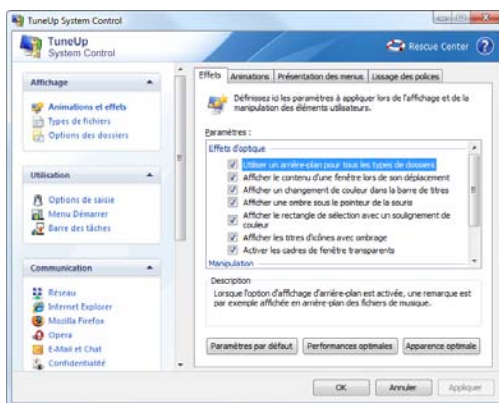 TuneUp System Control
TuneUp
System Control
Rescue Center
Affichage
Animations et effets
Types de fichiers
Options des dossiers
Utilisation
Options de saisie
Menu Démarrer
Barre des tâches
Communication
Réseau
Internet Explorer
Mozilla Firefox
Opera
E-Mail et Chat
Confidentialité
Effets
Animations
Présentation des menus
Lissage des polices
Définissez ici les paramètres à appliquer lors de l'affichage et de la
manipulation des éléments utilisateurs.
Paramètres :
Effets d'optique
Utiliser un arrière-plan pour tous les types de dossiers
Afficher le contenu d'une fenêtre lors de son déplacement
Afficher un changement de couleur dans la barre de titres
Afficher une ombre sous le pointeur de la souris
Afficher le rectangle de sélection avec un soulignement de
couleur
Afficher les titres d'icônes avec ombrage
Activer les cadres de fenêtre transparents
Manipulation
Description
Lorsque l'option d'affichage d'arrière-plan est activée, une remarque est
par exemple affichée en arrière-plan des fichiers de musique.
Paramètres par défaut
Performances optimales
Apparence optimale
OK
Annuler
Appliquer